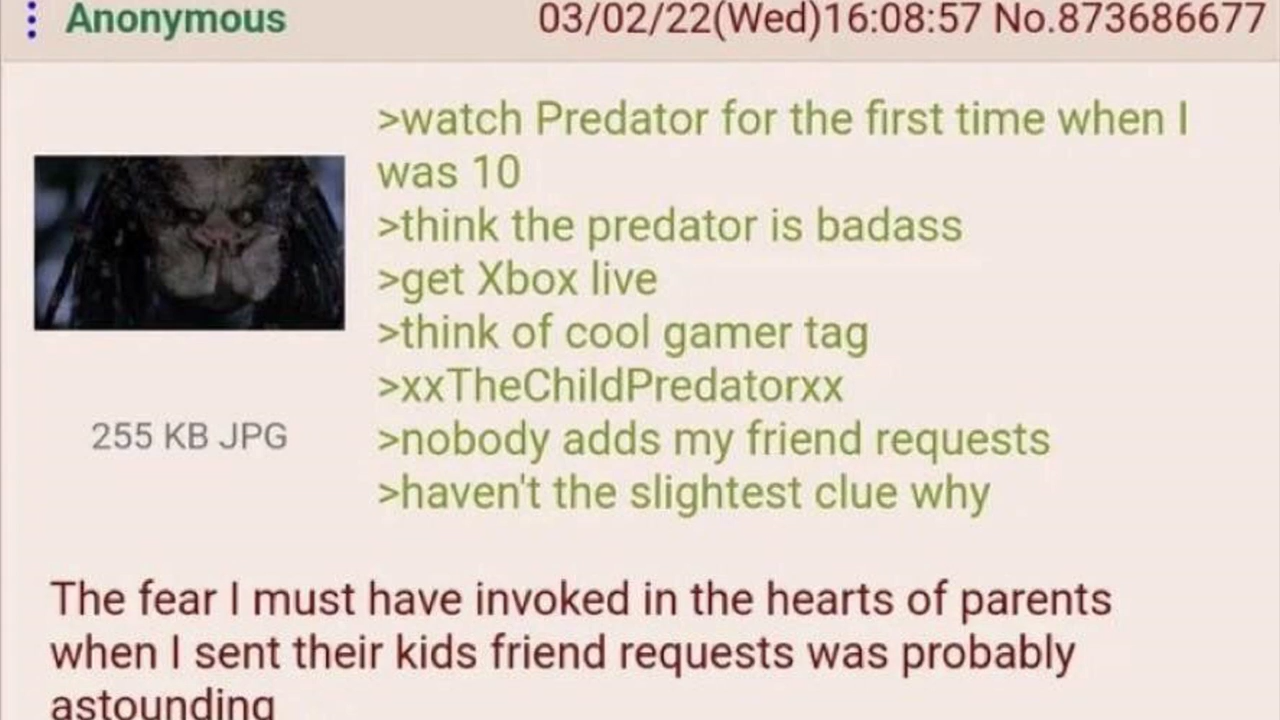 Anonymous 03/02/22(Wed)16:08:57 No.873686677
>watch Predator for the first time when I
was 10
>think the predator is badass
>get Xbox live
>think of cool gamer tag
>xxTheChildPredatorxx
255 KB JPG
>nobody adds my friend requests
>haven't the slightest clue why
The fear I must have invoked in the hearts of parents
when I sent their kids friend requests was probably
astounding